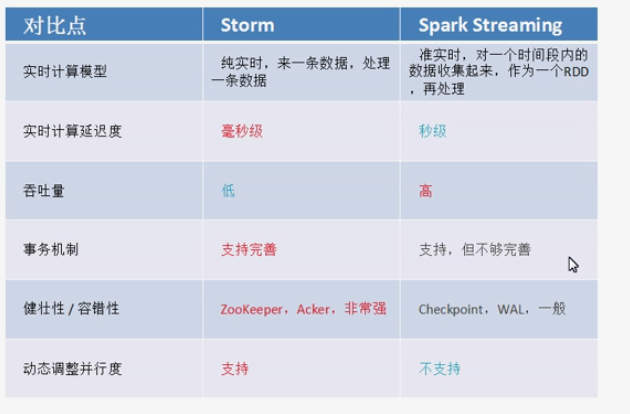 对比点 Storm Spark Streaming
实时计算模型
纯实时，来一条数据，处理
一条数据
准实时，对一个时间段内的
数据收集起来，作为一个RDD
，再处理
实时计算延迟度 毫秒级 秒级
吞吐量 低 高
事务机制 支持完善 支持，但不够完善
健壮性 / 容错性 ZooKeeper，Acker，非常强 Checkpoint，WAL，一般
动态调整并行度 支持 不支持